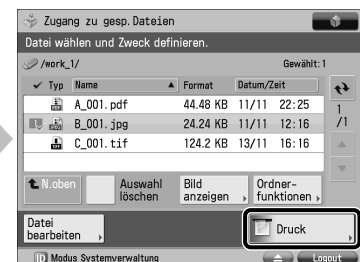 Zugang zu gesp. Dateien
Datei wählen und Zweck definieren.
/work_1/ Gewählt: 1
✓ Typ Name ▲ Format Datum/Zeit
A_001.pdf 44.48 KB 11/11 22:25
B_001.jpg 24.24 KB 11/11 12:16
C_001.tif 124.2 KB 13/11 16:16
1
/1
N.oben Auswahl löschen Bild anzeigen Ordner-funktionen
Datei bearbeiten Druck
ID Modus Systemverwaltung Logout